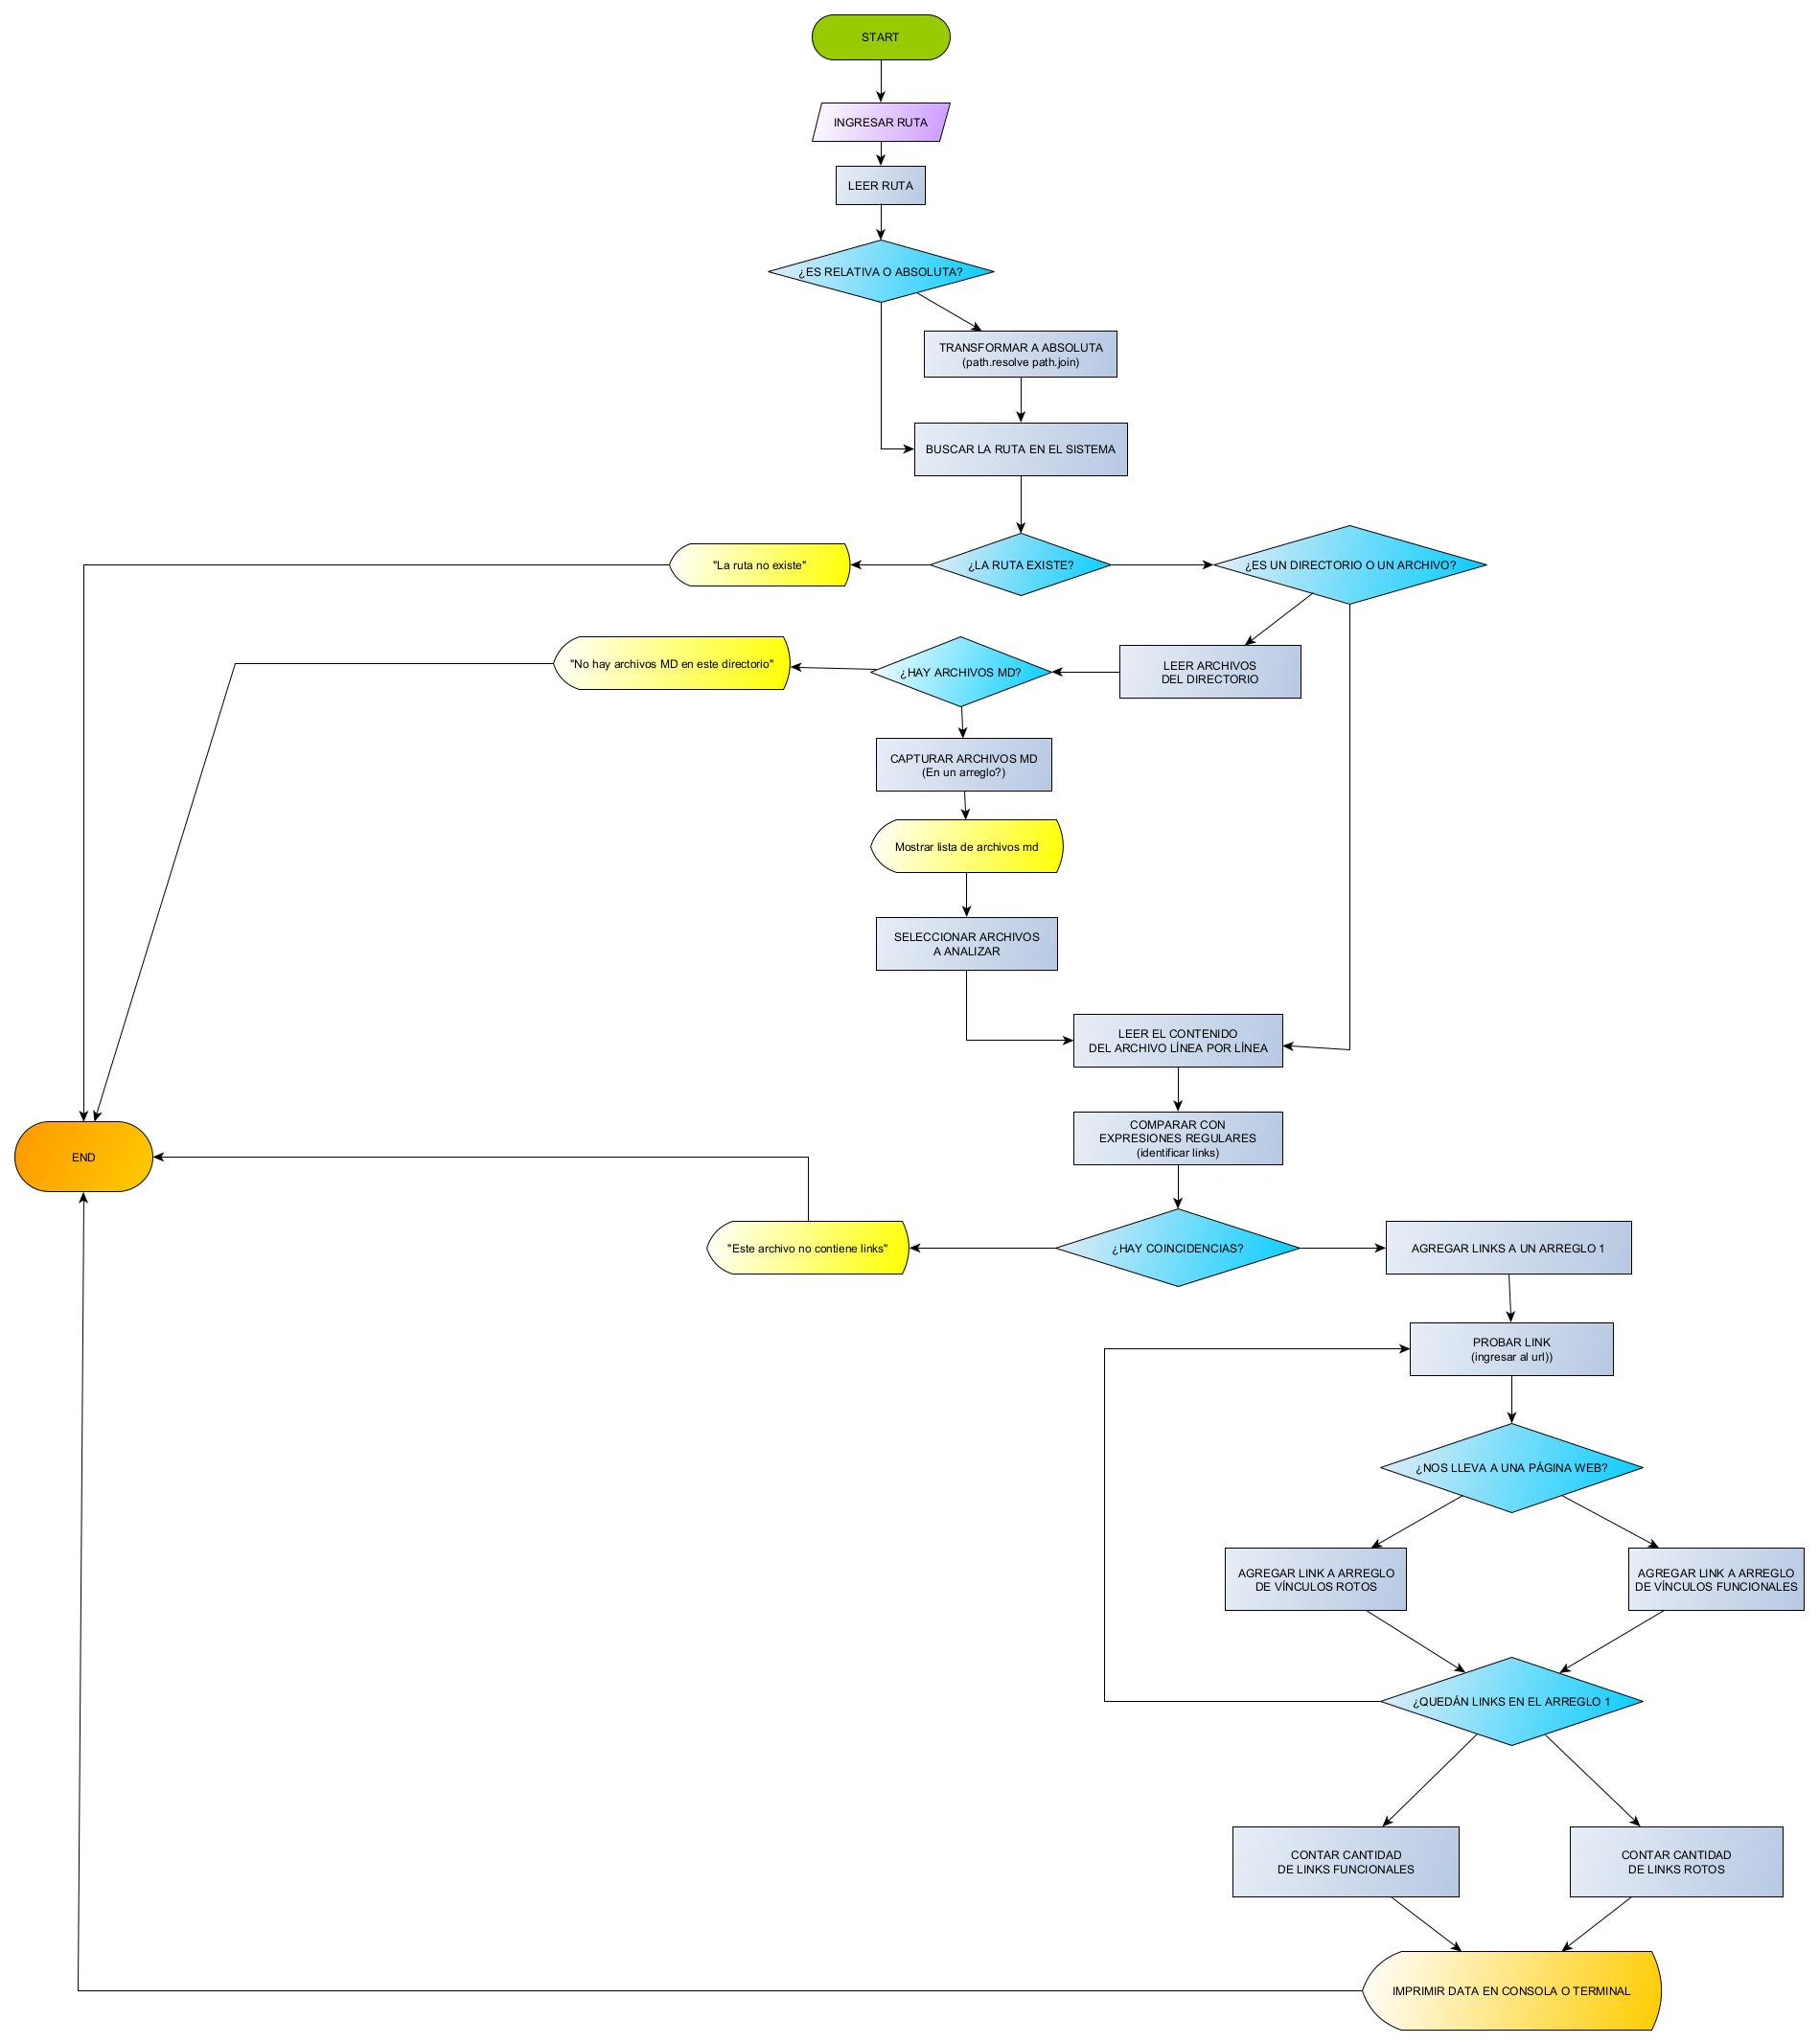 START
INGRESAR RUTA
LEER RUTA
¿ES RELATIVA O ABSOLUTA?
TRANSFORMAR A ABSOLUTA
(path.resolve path.join)
BUSCAR LA RUTA EN EL SISTEMA
"La ruta no existe"
¿LA RUTA EXISTE?
¿ES UN DIRECTORIO O UN ARCHIVO?
"No hay archivos MD en este directorio"
¿HAY ARCHIVOS MD?
LEER ARCHIVOS
DEL DIRECTORIO
CAPTURAR ARCHIVOS MD
(En un arreglo?)
Mostrar lista de archivos md
SELECCIONAR ARCHIVOS
A ANALIZAR
LEER EL CONTENIDO
DEL ARCHIVO LÍNEA POR LÍNEA
COMPARAR CON
EXPRESIONES REGULARES
(identificar links)
END
"Este archivo no contiene links"
¿HAY COINCIDENCIAS?
AGREGAR LINKS A UN ARREGLO 1
PROBAR LINK
(ingresar al url))
¿NOS LLEVA A UNA PÁGINA WEB?
AGREGAR LINK A ARREGLO
DE VÍNCULOS ROTOS
AGREGAR LINK A ARREGLO
DE VÍNCULOS FUNCIONALES
¿QUEDÁN LINKS EN EL ARREGLO 1
CONTAR CANTIDAD
DE LINKS FUNCIONALES
CONTAR CANTIDAD
DE LINKS ROTOS
IMPRIMIR DATA EN CONSOLA O TERMINAL